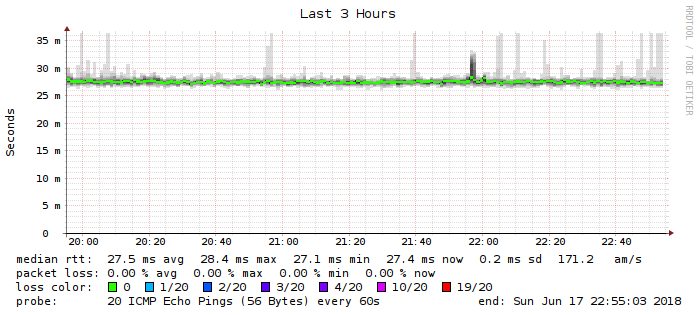 Last 3 Hours
RRDTOOL / TOBI OETIKER
Seconds
35 m
30 m
25 m
20 m
15 m
10 m
5 m
0
20:00 20:20 20:40 21:00 21:20 21:40 22:00 22:20 22:40
median rtt: 27.5 ms avg 28.4 ms max 27.1 ms min 27.4 ms now 0.2 ms sd 171.2 am/s
packet loss: 0.00 % avg 0.00 % max 0.00 % min 0.00 % now
loss color: 0 1/20 2/20 3/20 4/20 10/20 19/20
probe: 20 ICMP Echo Pings (56 Bytes) every 60s end: Sun Jun 17 22:55:03 2018